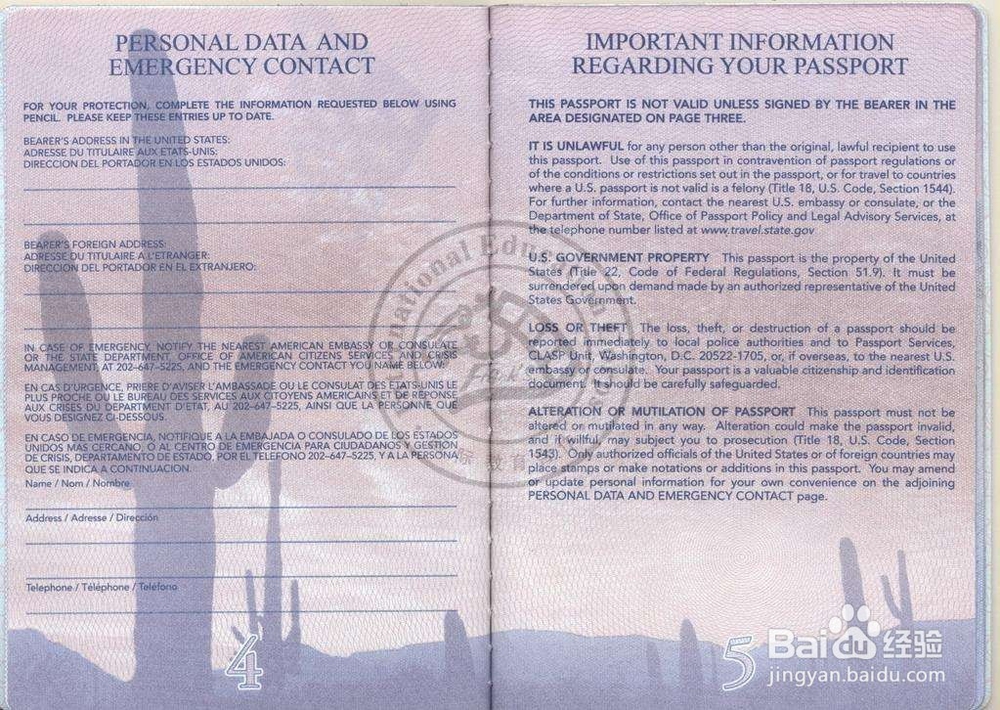 PERSONAL DATA AND
EMERGENCY CONTACT
FOR YOUR PROTECTION, COMPLETE THE INFORMATION REQUESTED BELOW USING
PENCIL. PLEASE KEEP THESE ENTRIES UP TO DATE.
BEARER'S ADDRESS IN THE UNITED STATES:
ADRESSE DU TITULAIRE AUX ETATS-UNIS:
DIRECCION DEL PORTADOR EN LOS ESTADOS UNIDOS:
BEARER'S FOREIGN ADDRESS:
ADRESSE DU TITULAIRE A L'ETRANGER:
DIRECCION DEL PORTADOR EN EL EXTRANJERO:
IN CASE OF EMERGENCY, NOTIFY THE NEAREST AMERICAN EMBASSY OR CONSULATE
OR THE STATE DEPARTMENT, OFFICE OF AMERICAN CITIZENS SERVICES AND CRISIS
MANAGEMENT, AT 202-647-5225, AND THE EMERGENCY CONTACT YOU NAME BELOW:
EN CAS D'URGENCE, PRIERE D'AVISER L'AMBASSADE OU LE CONSULAT DES ETATS-UNIS LE
PLUS PROCHE OU LE BUREAU DES SERVICES AUX CITOYENS AMERICAINS ET DE REPONSE
AUX CRISES DU DEPARTMENT D'ETAT, AU 202-647-5225, AINSI QUE LA PERSONNE QUE
VOUS DESIGNEZ CI-DESSOUS.
EN CASO DE EMERGENCIA, NOTIFIQUE A LA EMBAJADA O CONSULADO DE LOS ESTADOS
UNIDOS MAS CERCANO, O AL CENTRO DE EMERGENCIA PARA CIUDADANOS Y GESTION
DE CRISIS, DEPARTAMENTO DE ESTADO, POR EL TELEFONO 202-647-5225, Y A LA PERSONA
QUE SE INDICA A CONTINUACION.
Name / Nom / Nombre
Address / Adresse / Dirección
Telephone / Téléphone / Teléfono
4
IMPORTANT INFORMATION
REGARDING YOUR PASSPORT
THIS PASSPORT IS NOT VALID UNLESS SIGNED BY THE BEARER IN THE
AREA DESIGNATED ON PAGE THREE.
IT IS UNLAWFUL for any person other than the original, lawful recipient to use
this passport. Use of this passport in contravention of passport regulations or
of the conditions or restrictions set out in the passport, or for travel to countries
where a U.S. passport is not valid is a felony (Title 18, U.S. Code, Section 1544).
For further information, contact the nearest U.S. embassy or consulate, or the
Department of State, Office of Passport Policy and Legal Advisory Services, at
the telephone number listed at www.travel.state.gov
U.S. GOVERNMENT PROPERTY This passport is the property of the United
States (Title 22, Code of Federal Regulations, Section 51.9). It must be
surrendered upon demand made by an authorized representative of the United
States Government.
LOSS OR THEFT The loss, theft, or destruction of a passport should be
reported immediately to local police authorities and to Passport Services,
CLASP Unit, Washington, D.C. 20522-1705, or, if overseas, to the nearest U.S.
embassy or consulate. Your passport is a valuable citizenship and identification
document. It should be carefully safeguarded.
ALTERATION OR MUTILATION OF PASSPORT This passport must not be
altered or mutilated in any way. Alteration could make the passport invalid,
and if willful, may subject you to prosecution (Title 18, U.S. Code, Section
1543). Only authorized officials of the United States or of foreign countries may
place stamps or make notations or additions in this passport. You may amend
or update personal information for your own convenience on the adjoining
PERSONAL DATA AND EMERGENCY CONTACT page.
5
Baidu经验
jingyan.baidu.com